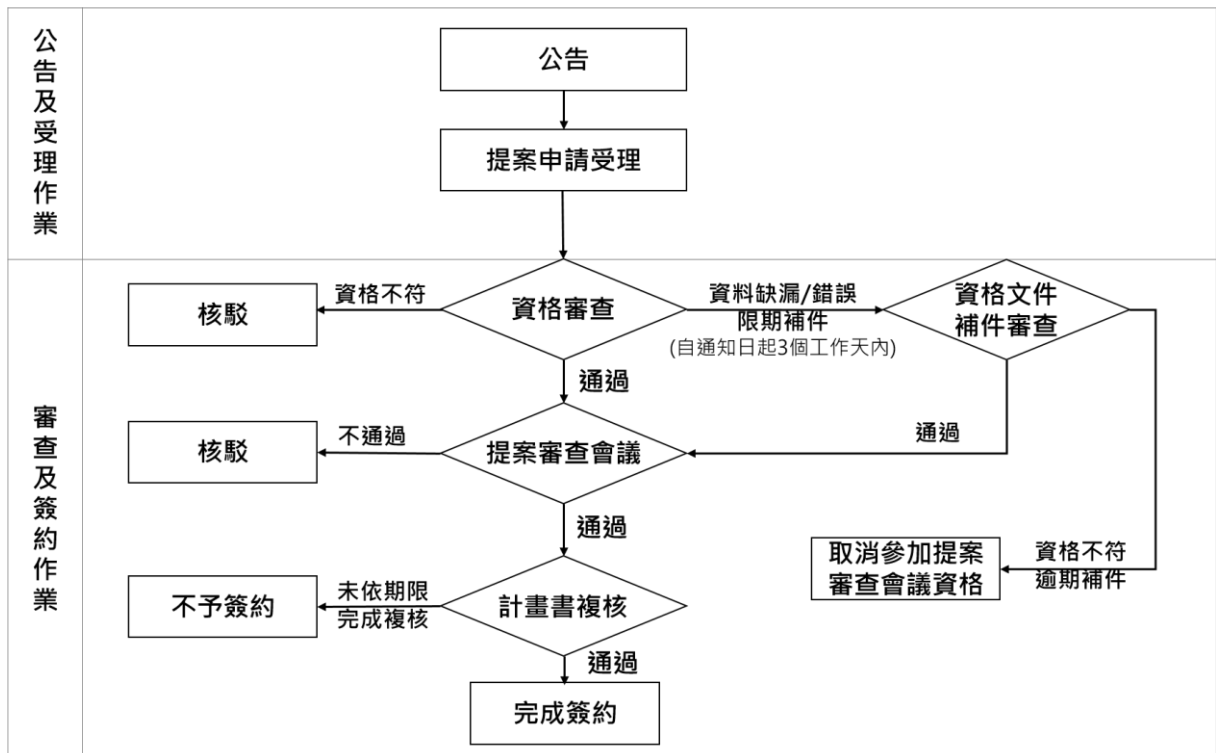 公告及受理作業
公告
提案申請受理
審查及簽約作業
核駁
資格不符
資格審查
資料缺漏/錯誤
限期補件
(自通知日起3個工作天內)
資格文件
補件審查
通過
核駁
不通過
提案審查會議
通過
通過
取消參加提案
審查會議資格
資格不符
逾期補件
不予簽約
未依期限
完成複核
計畫書複核
通過
完成簽約